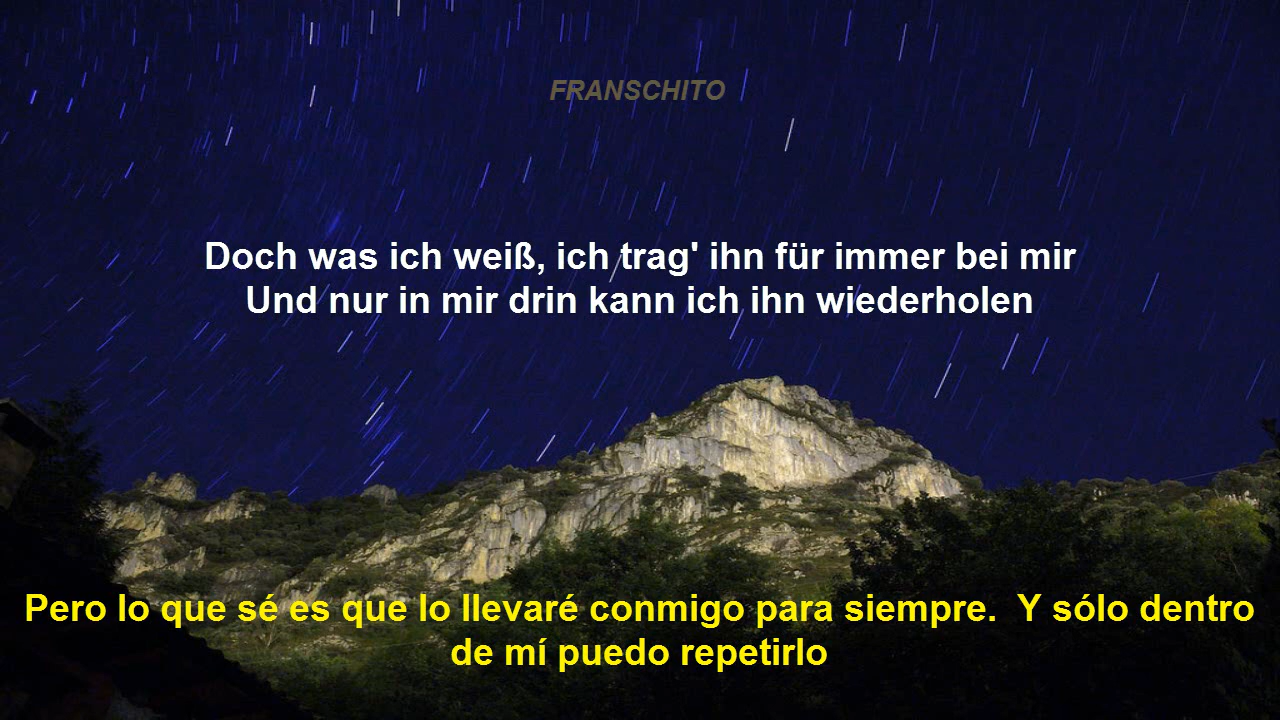 FRANSCHITO
Doch was ich weiß, ich trag' ihn für immer bei mir
Und nur in mir drin kann ich ihn wiederholen
Pero lo que sé es que lo llevaré conmigo para siempre.  Y sólo dentro
de mí puedo repetirlo